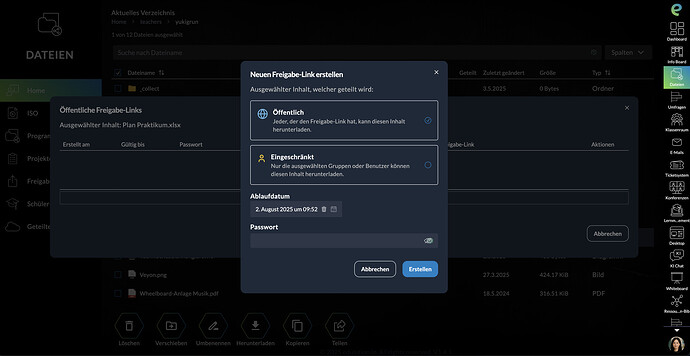 DATEIEN
Home
ISO
Program
Projekte
Freigab
Schüler
Geteilte
Aktuelles Verzeichnis
Home
teachers
yukigrun
1 von 12 Dateien ausgewählt
Suche nach Dateiname
Spalten
Dateiname
Geteilt
Zuletzt geändert
Größe
Typ
_collect
3.5.2025
0 Bytes
Ordner
Öffentliche Freigabe-Links
Ausgewählter Inhalt: Plan Praktikum.xlsx
Erstellt am
Gültig bis
Passwort
igabe-Link
Aktionen
Abbrechen
Neuen Freigabe-Link erstellen
Ausgewählter Inhalt, welcher geteilt wird:
Öffentlich
Jeder, der den Freigabe-Link hat, kann diesen Inhalt
herunterladen.
Eingeschränkt
Nur die ausgewählten Gruppen oder Benutzer können
diesen Inhalt herunterladen.
Ablaufdatum
2. August 2025 um 09:52
Passwort
Abbrechen
Erstellen
Veyon.png
27.3.2025
424.17 KiB
Bild
Wheelboard-Anlage Musik.pdf
18.5.2024
316.51 KiB
PDF
Löschen
Verschieben
Umbenennen
Herunterladen
Kopieren
Teilen
Dashboard
Info Board
Dateien
Umfragen
Klassenraum
E-Mails
Ticketsystem
Konferenzen
Lernm...ement
Desktop
KI Chat
Whiteboard
Ressou...n-Bib